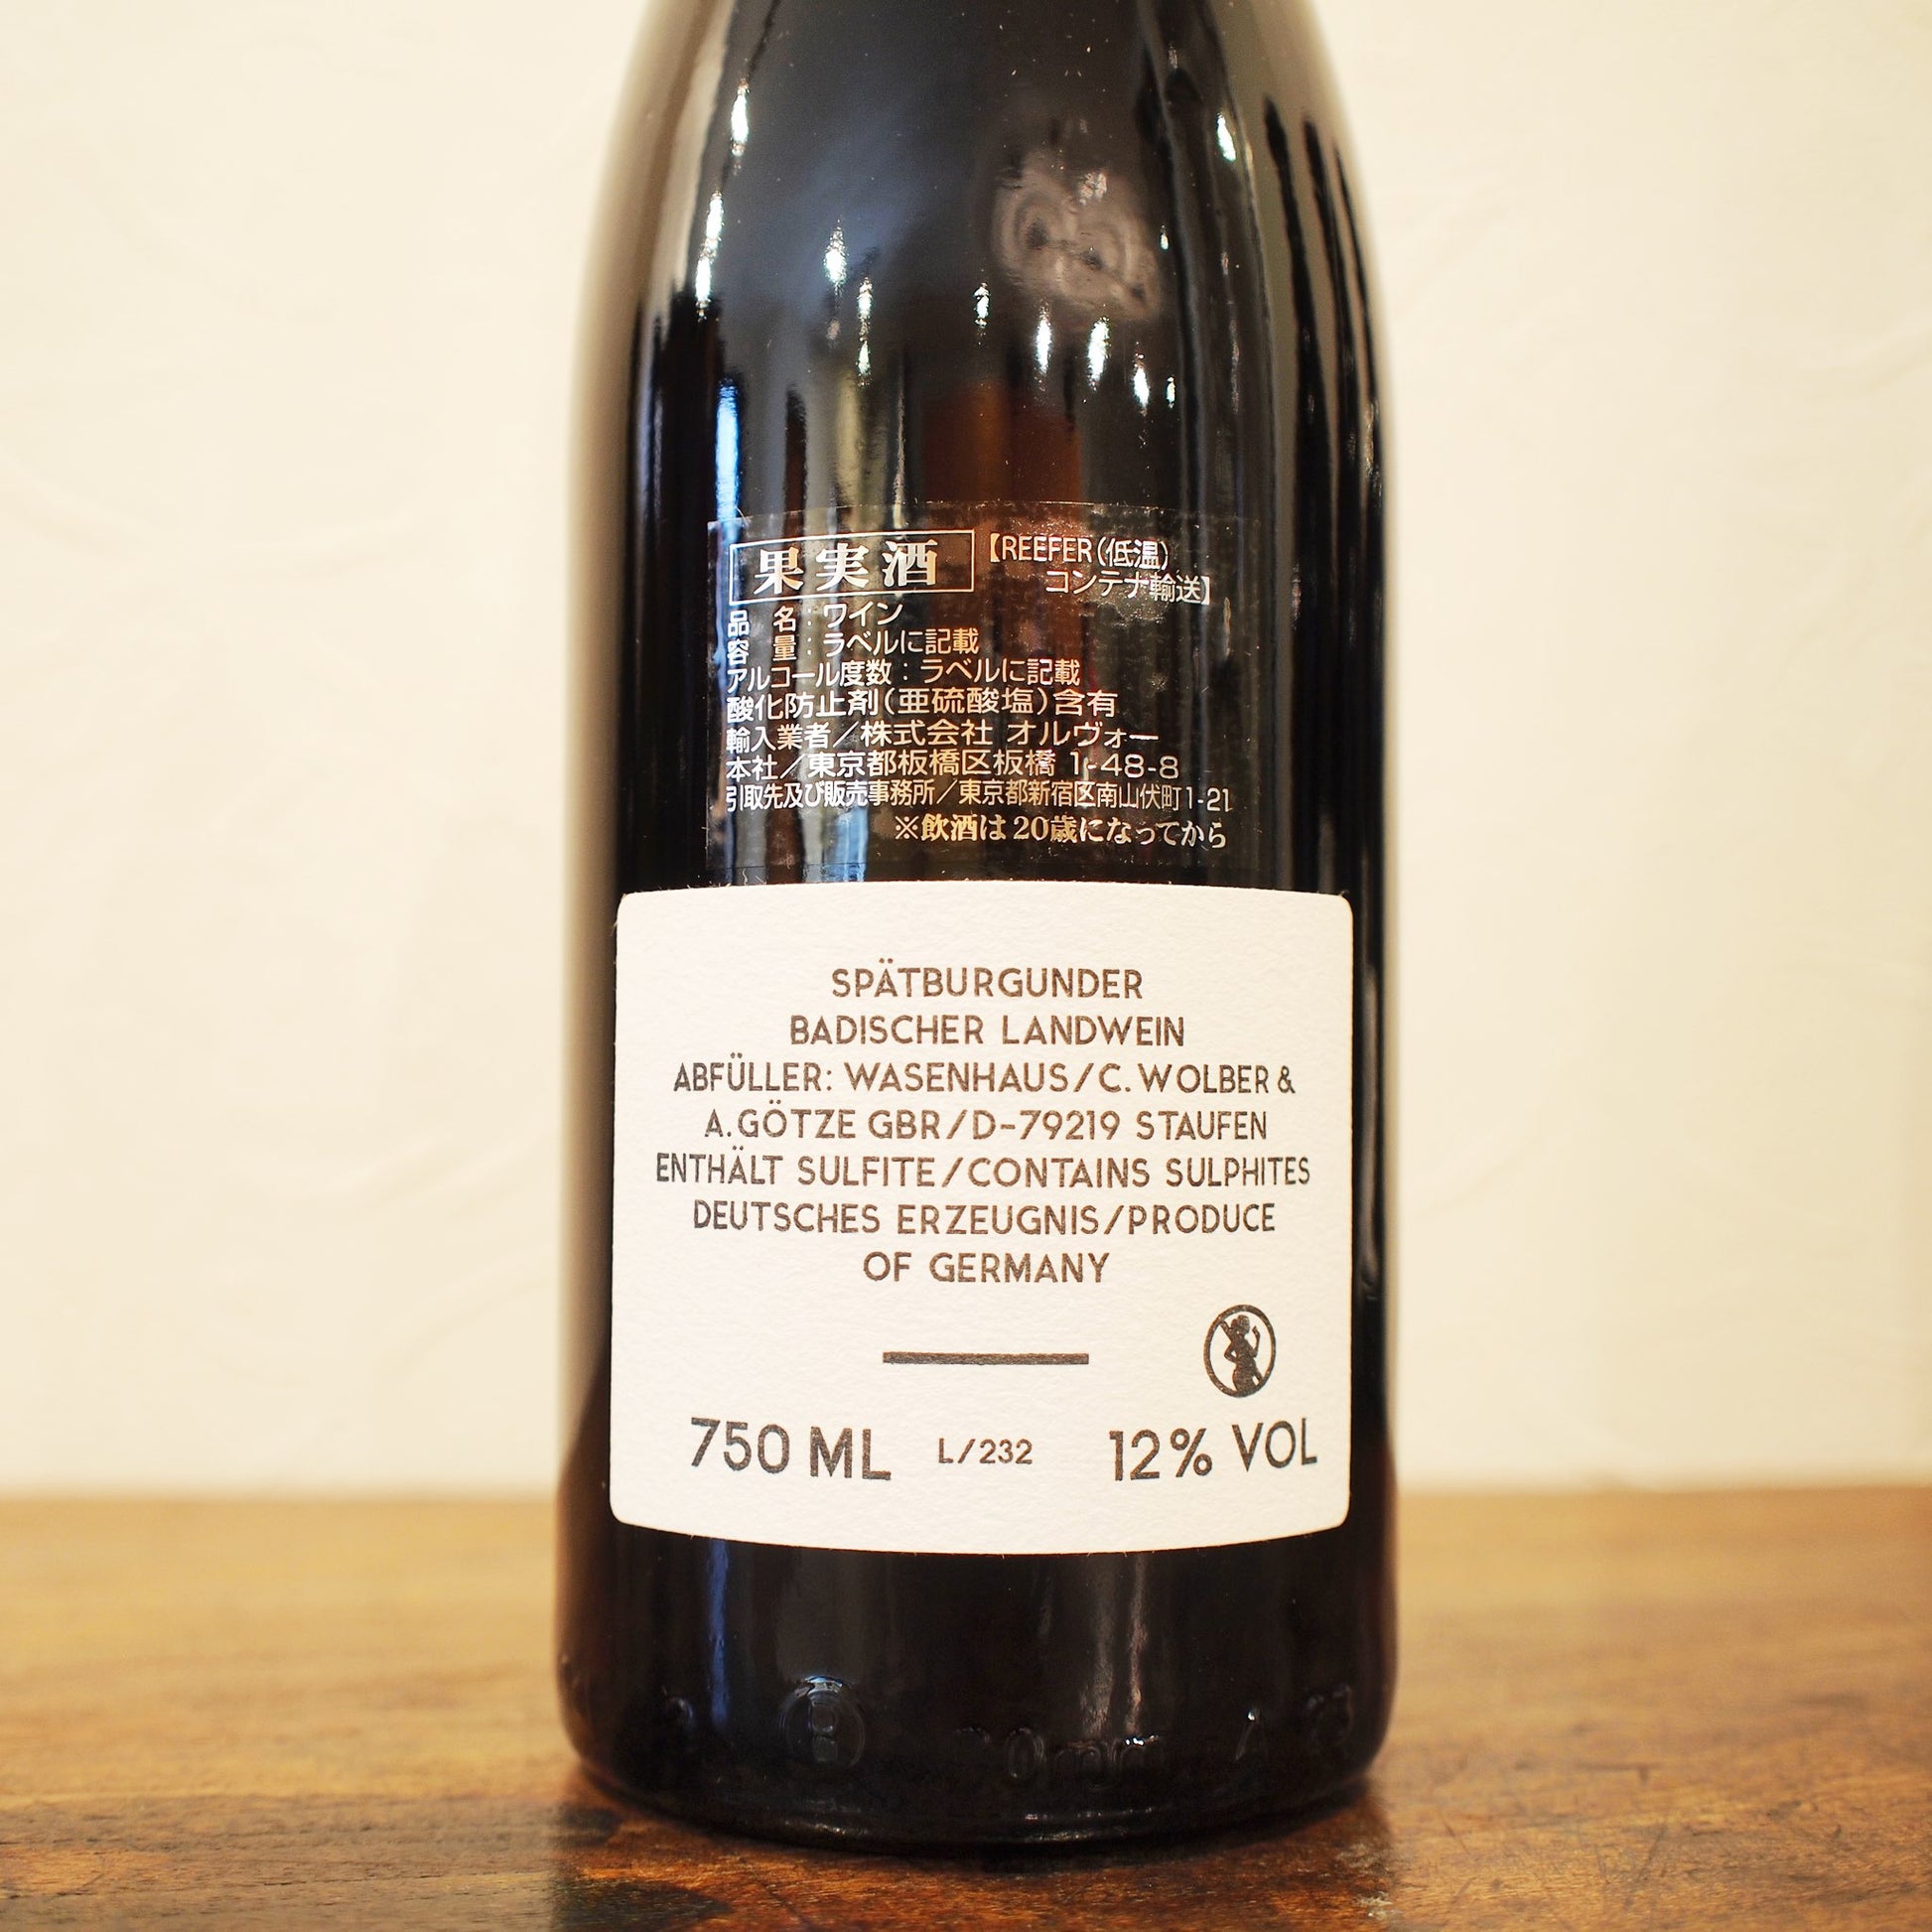 果実酒 【REEFER(低温)
コンテナ輸送】
品 名:ワイン
容 量:ラベルに記載
アルコール度数:ラベルに記載
酸化防止剤(亜硫酸塩)含有
輸入業者/株式会社 オルヴォー
本社/東京都板橋区板橋 1-48-8
引取先及び販売事務所/東京都新宿区南山伏町1-21
※飲酒は20歳になってから
SPÄTBURGUNDER
BADISCHER LANDWEIN
ABFÜLLER: WASENHAUS/C. WOLBER &
A. GÖTZE GBR/D-79219 STAUFEN
ENTHÄLT SULFITE/CONTAINS SULPHITES
DEUTSCHES ERZEUGNIS/PRODUCE
OF GERMANY
750 ML L/232 12% VOL